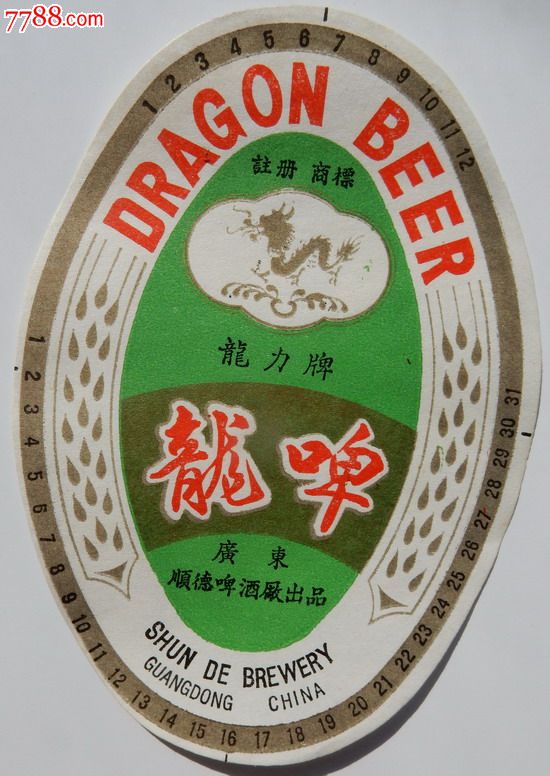 7788.com
1 2 3 4 5 6 7 8 9 10 11 12
DRAGON BEER
註册 商標
龍力牌
龍啤
廣東
順德啤酒廠出品
SHUN DE BREWERY
GUANGDONG CHINA
1 2 3 4 5 6 7 8 9 10 11 12 13 14 15 16 17 18 19 20 21 22 23 24 25 26 27 28 29 30 31